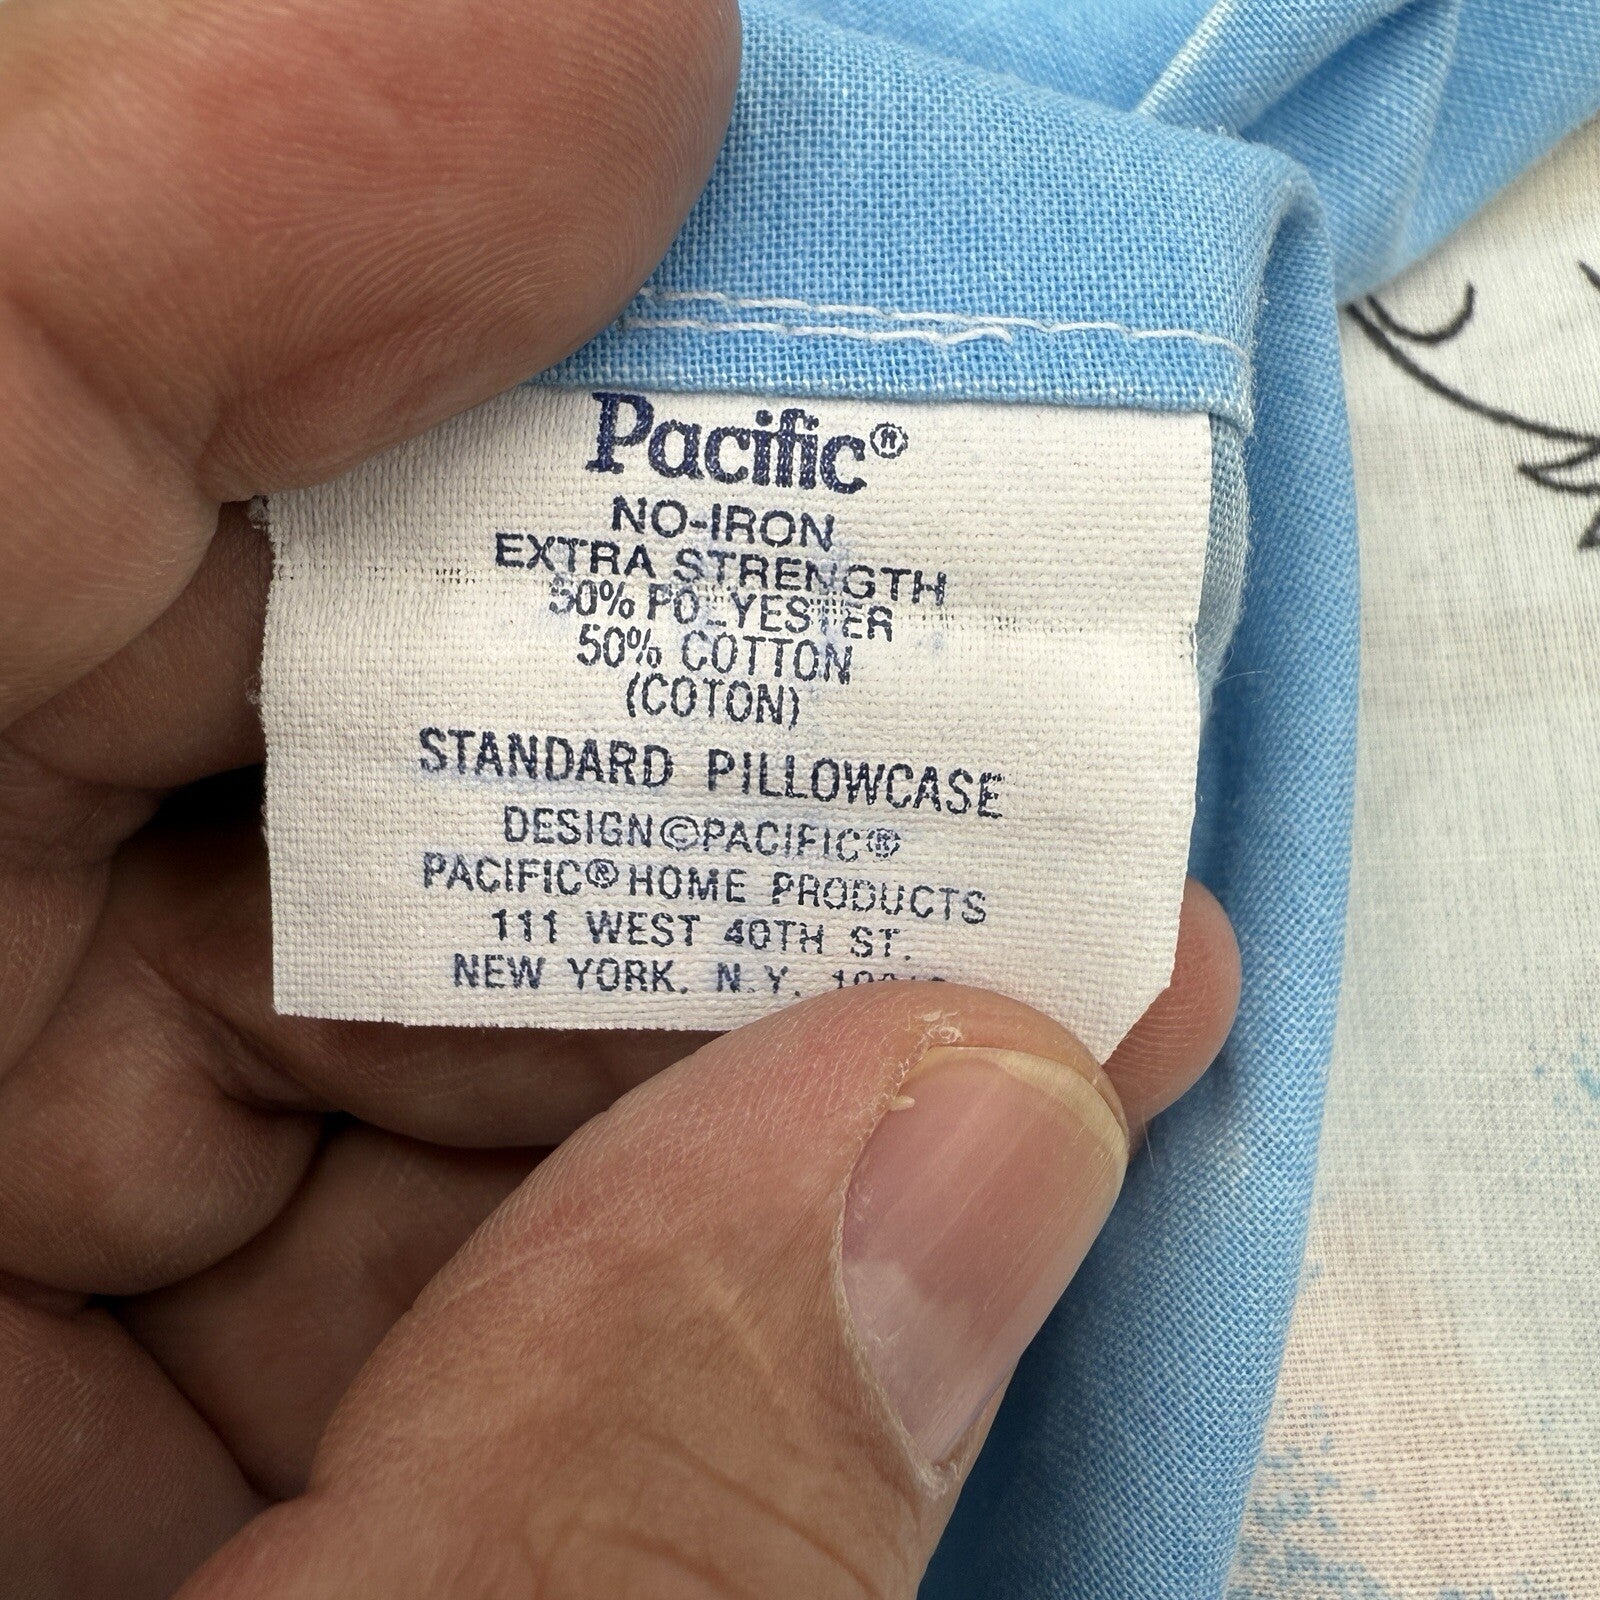 Pacific®
NO-IRON
EXTRA STRENGTH
50% POLYESTER
50% COTTON
(COTON)
STANDARD PILLOWCASE
DESIGN©PACIFIC®
PACIFIC® HOME PRODUCTS
111 WEST 40TH ST.
NEW YORK, N.Y.